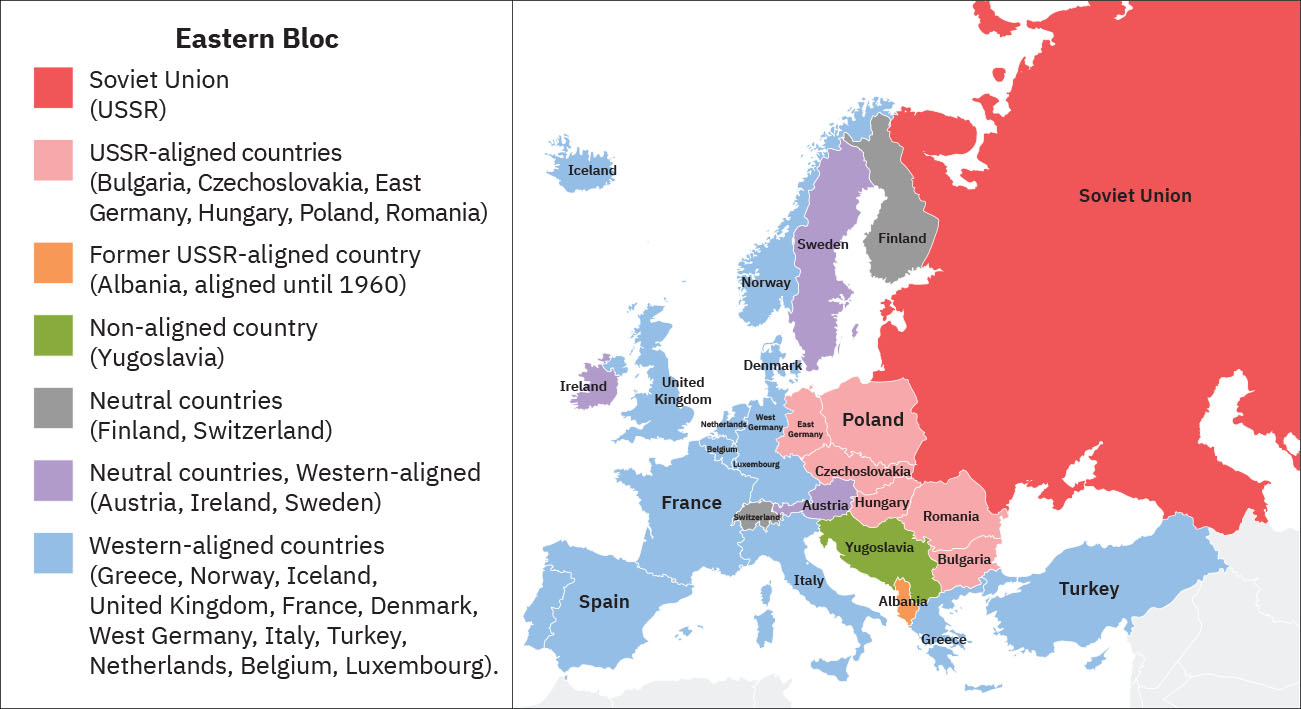 Eastern Bloc
Soviet Union
(USSR)
USSR-aligned countries
(Bulgaria, Czechoslovakia, East
Germany, Hungary, Poland, Romania)
Former USSR-aligned country
(Albania, aligned until 1960)
Non-aligned country
(Yugoslavia)
Neutral countries
(Finland, Switzerland)
Neutral countries, Western-aligned
(Austria, Ireland, Sweden)
Western-aligned countries
(Greece, Norway, Iceland,
United Kingdom, France, Denmark,
West Germany, Italy, Turkey,
Netherlands, Belgium, Luxembourg).
Iceland
Soviet Union
Finland
Sweden
Norway
Denmark
Ireland
United
Kingdom
Netherlands
West
Germany
East
Germany
Poland
Belgium
Luxembourg
Czechoslovakia
France
Switzerland
Austria
Hungary
Romania
Yugoslavia
Bulgaria
Italy
Spain
Albania
Turkey
Greece